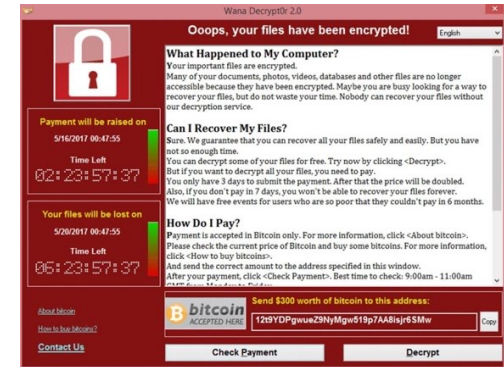 Wana Decrypt0r 2.0
Ooops, your files have been encrypted!
English
What Happened to My Computer?
Your important files are encrypted.
Many of your documents, photos, videos, databases and other files are no longer
accessible because they have been encrypted. Maybe you are busy looking for a way to
recover your files, but do not waste your time. Nobody can recover your files without
our decryption service.
Can I Recover My Files?
Sure. We guarantee that you can recover all your files safely and easily. But you have
not so enough time.
You can decrypt some of your files for free. Try now by clicking <Decrypt>.
But if you want to decrypt all your files, you need to pay.
You only have 3 days to submit the payment. After that the price will be doubled.
Also, if you don't pay in 7 days, you won't be able to recover your files forever.
We will have free events for users who are so poor that they couldn't pay in 6 months.
How Do I Pay?
Payment is accepted in Bitcoin only. For more information, click <About bitcoin>.
Please check the current price of Bitcoin and buy some bitcoins. For more information,
click <How to buy bitcoins>.
And send the correct amount to the address specified in this window.
After your payment, click <Check Payment>. Best time to check: 9:00am - 11:00am
GMT from Monday to Friday.
Payment will be raised on
5/16/2017 00:47:55
Time Left
02:23:57:37
Your files will be lost on
5/20/2017 00:47:55
Time Left
06:23:57:37
About bitcoin
How to buy bitcoins?
Contact Us
bitcoin
ACCEPTED HERE
Send $300 worth of bitcoin to this address:
12t9YDPgwueZ9NyMgw519p7AA8isjr6SMw
Copy
Check Payment
Decrypt